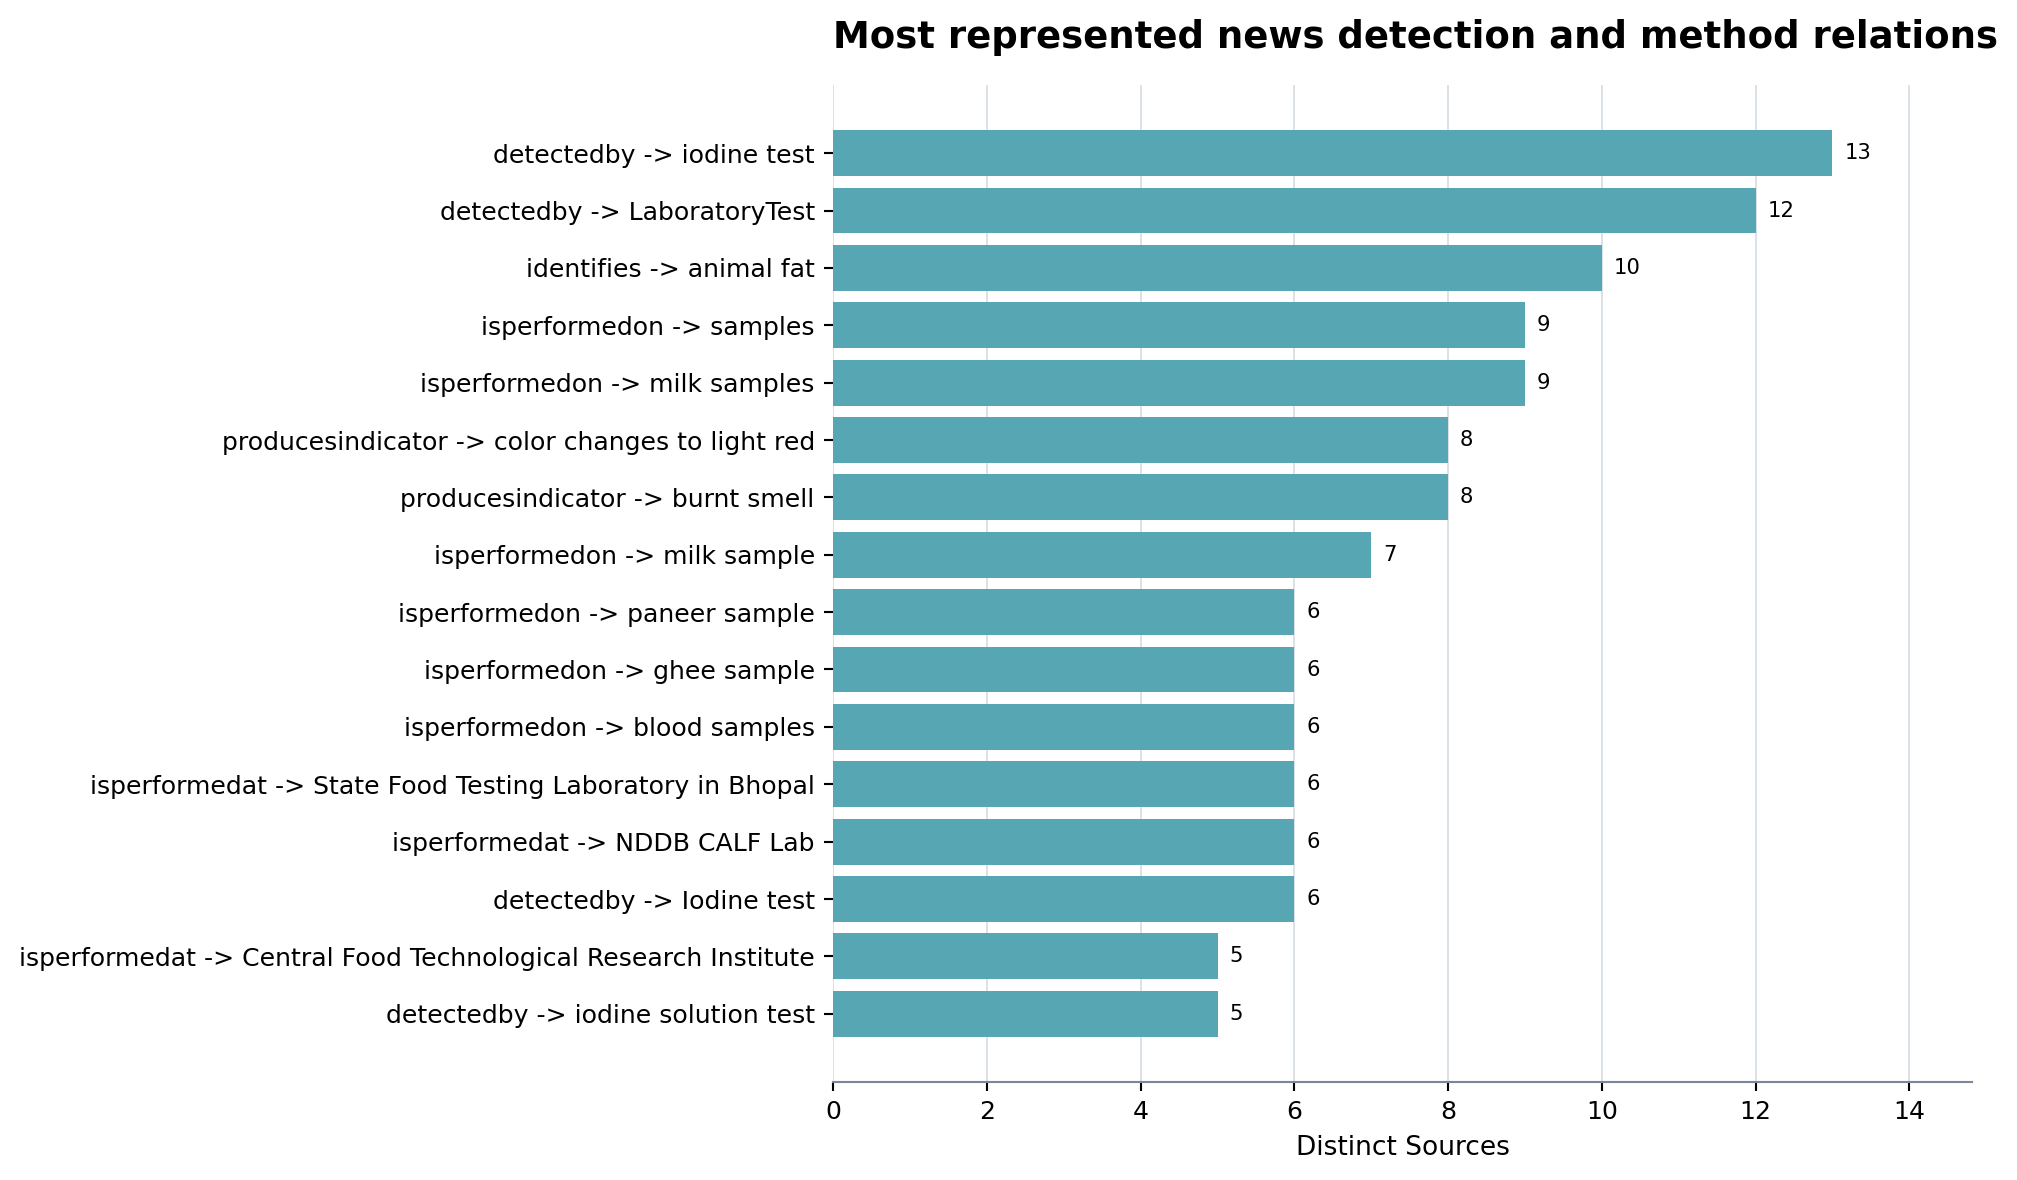 Most represented news detection and method relations
detectedby -> iodine test 13
detectedby -> LaboratoryTest 12
identifies -> animal fat 10
isperformedon -> samples 9
isperformedon -> milk samples 9
producesindicator -> color changes to light red 8
producesindicator -> burnt smell 8
isperformedon -> milk sample 7
isperformedon -> paneer sample 6
isperformedon -> ghee sample 6
isperformedon -> blood samples 6
isperformedat -> State Food Testing Laboratory in Bhopal 6
isperformedat -> NDDB CALF Lab 6
detectedby -> Iodine test 6
isperformedat -> Central Food Technological Research Institute 5
detectedby -> iodine solution test 5
0 2 4 6 8 10 12 14
Distinct Sources